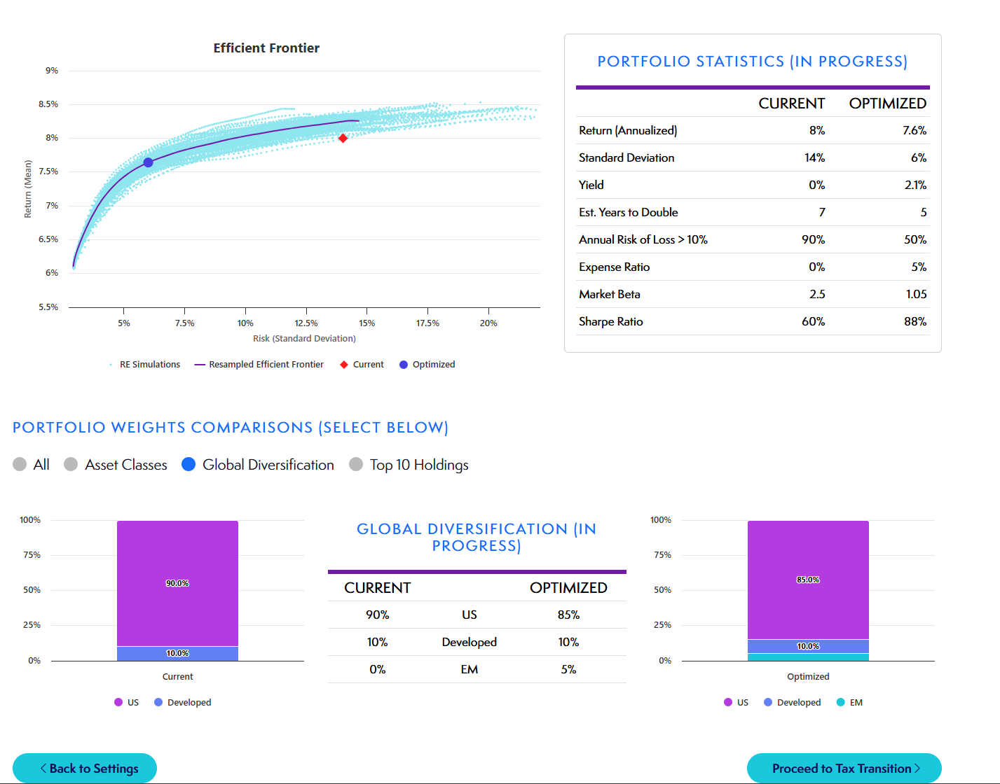 Efficient Frontier
9%
8.5%
8%
7.5%
7%
6.5%
6%
5.5%
Return (Mean)
5% 7.5% 10% 12.5% 15% 17.5% 20%
Risk (Standard Deviation)
RE Simulations Resampled Efficient Frontier Current Optimized
PORTFOLIO STATISTICS (IN PROGRESS)
CURRENT OPTIMIZED
Return (Annualized) 8% 7.6%
Standard Deviation 14% 6%
Yield 0% 2.1%
Est. Years to Double 7 5
Annual Risk of Loss > 10% 90% 50%
Expense Ratio 0% 5%
Market Beta 2.5 1.05
Sharpe Ratio 60% 88%
PORTFOLIO WEIGHTS COMPARISONS (SELECT BELOW)
All Asset Classes Global Diversification Top 10 Holdings
100%
75%
50%
25%
0%
90.0%
10.0%
Current
US Developed
GLOBAL DIVERSIFICATION (IN
PROGRESS)
CURRENT OPTIMIZED
90% US 85%
10% Developed 10%
0% EM 5%
100%
75%
50%
25%
0%
85.0%
10.0%
Optimized
US Developed EM
Back to Settings
Proceed to Tax Transition